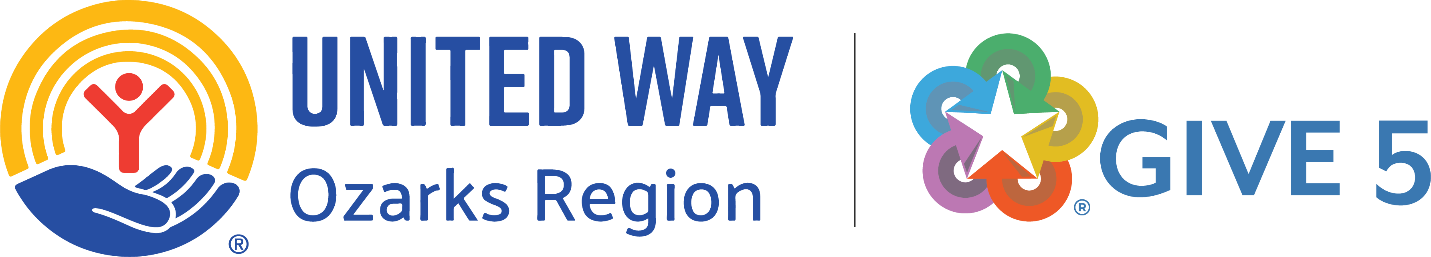 UNITED WAY
Ozarks Region
®
GIVE 5
®